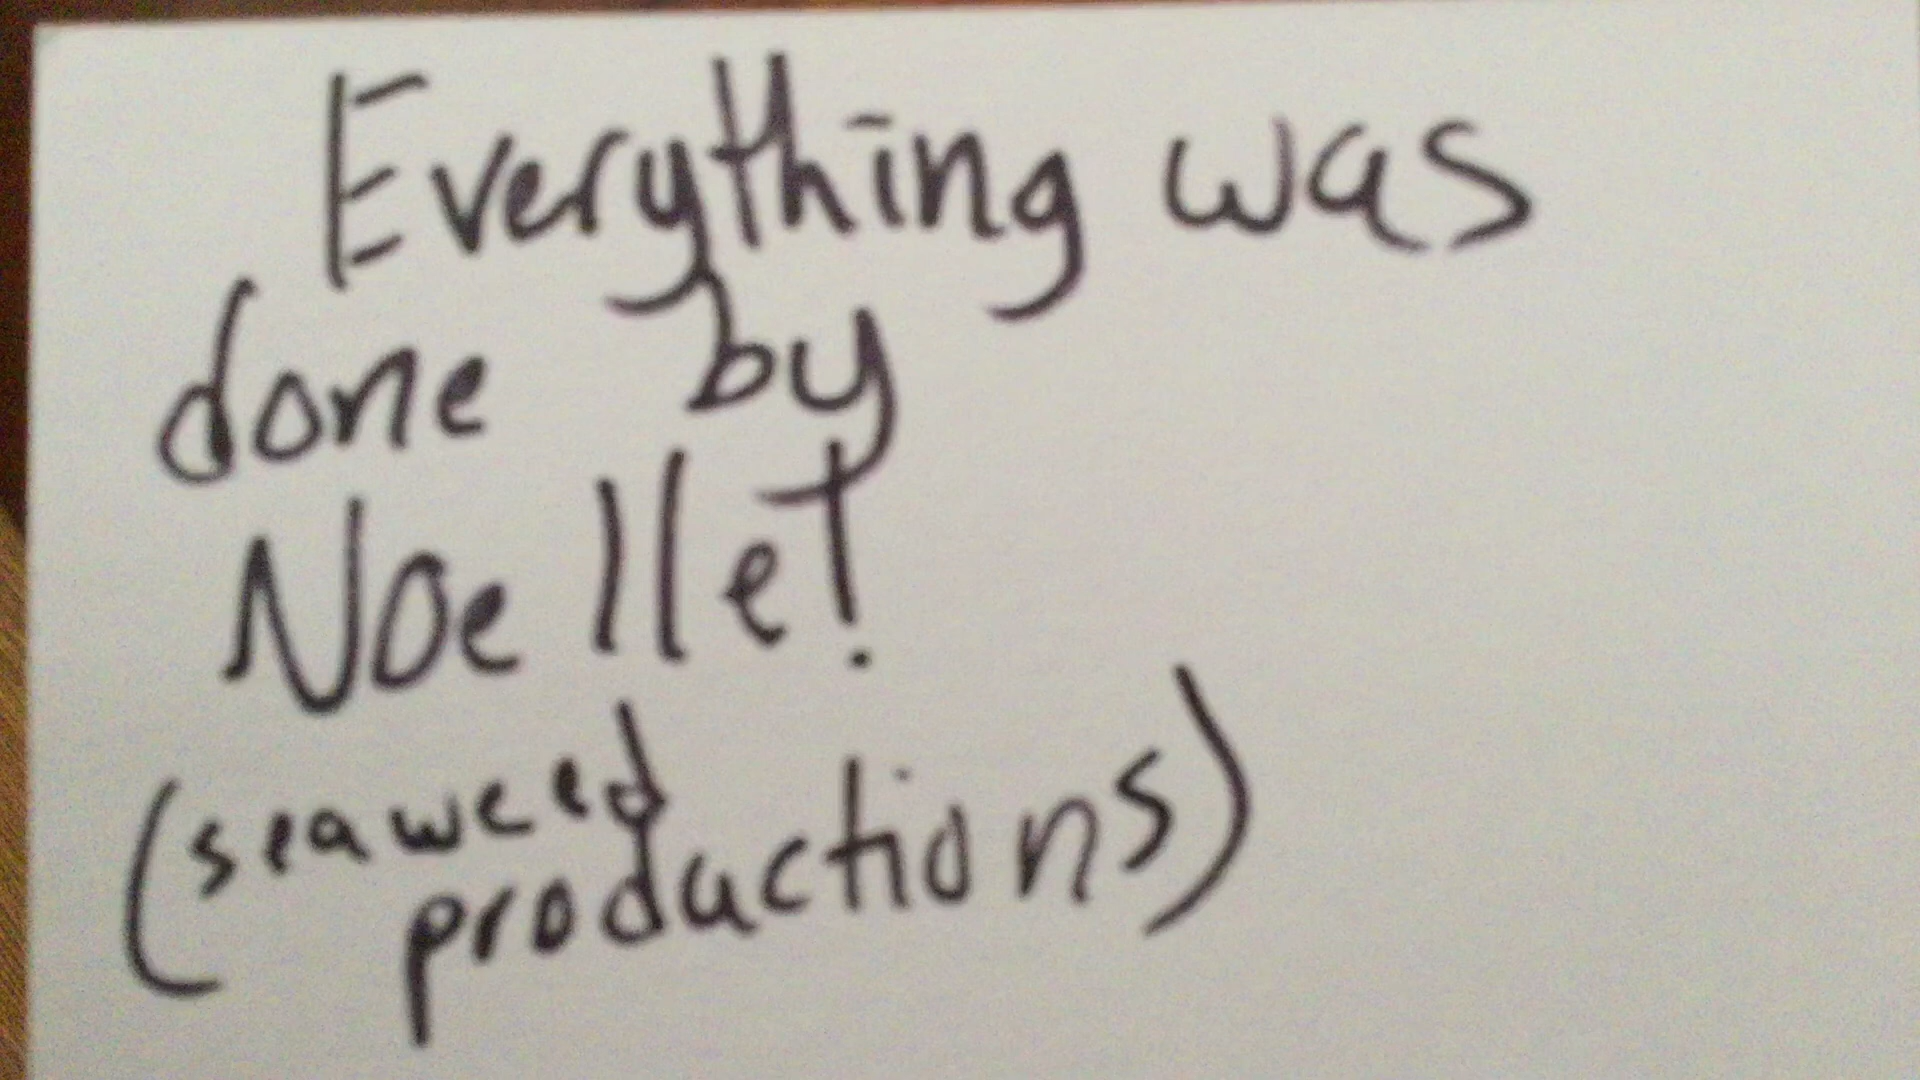 Everything was
done by
Noelle!
(seaweed
productions)